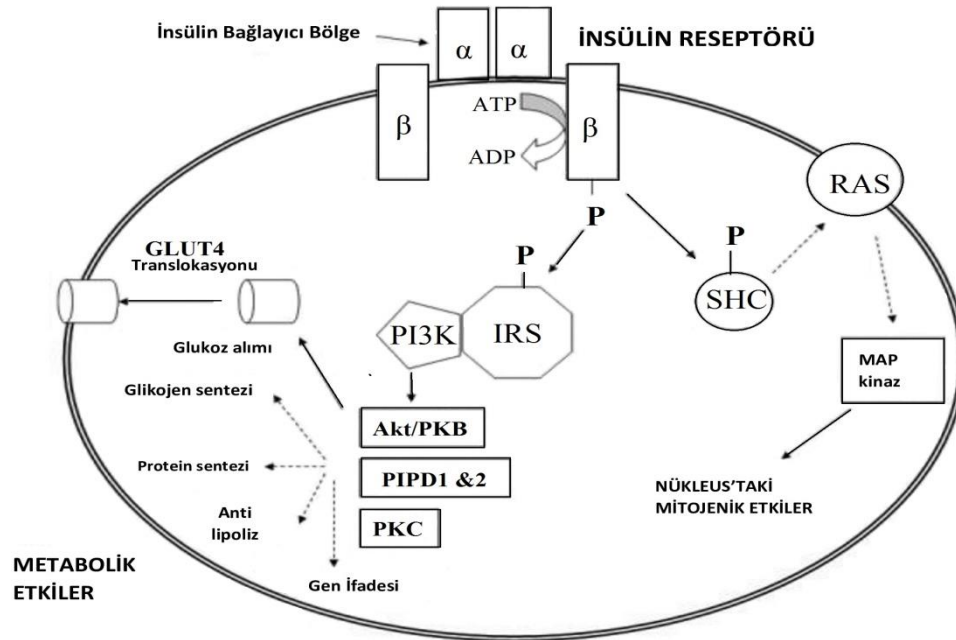 İnsülin Bağlayıcı Bölge
α
α
İNSÜLİN RESEPTÖRÜ
β
ATP
ADP
β
P
RAS
P
SHC
P
PI3K
IRS
GLUT4
Translokasyonu
Glukoz alımı
Glikojen sentezi
Protein sentezi
Anti
lipoliz
Gen İfadesi
Akt/PKB
PIPD1 &2
PKC
MAP
kinaz
NÜKLEUS'TAKİ
MİTOJENİK ETKİLER
METABOLİK
ETKİLER